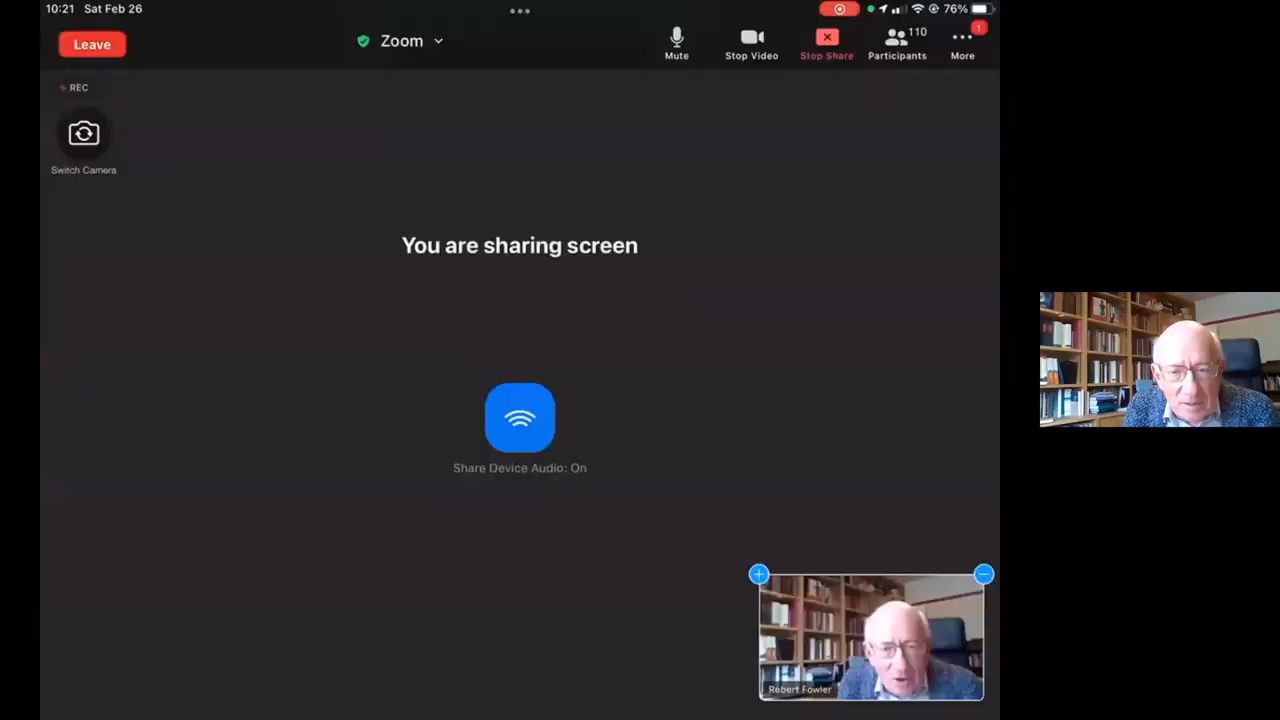 10:21 Sat Feb 26
76%
Leave
Zoom
Mute
Stop Video
Stop Share
Participants
110
More
1
REC
Switch Camera
You are sharing screen
Share Device Audio: On
Robert Fowler